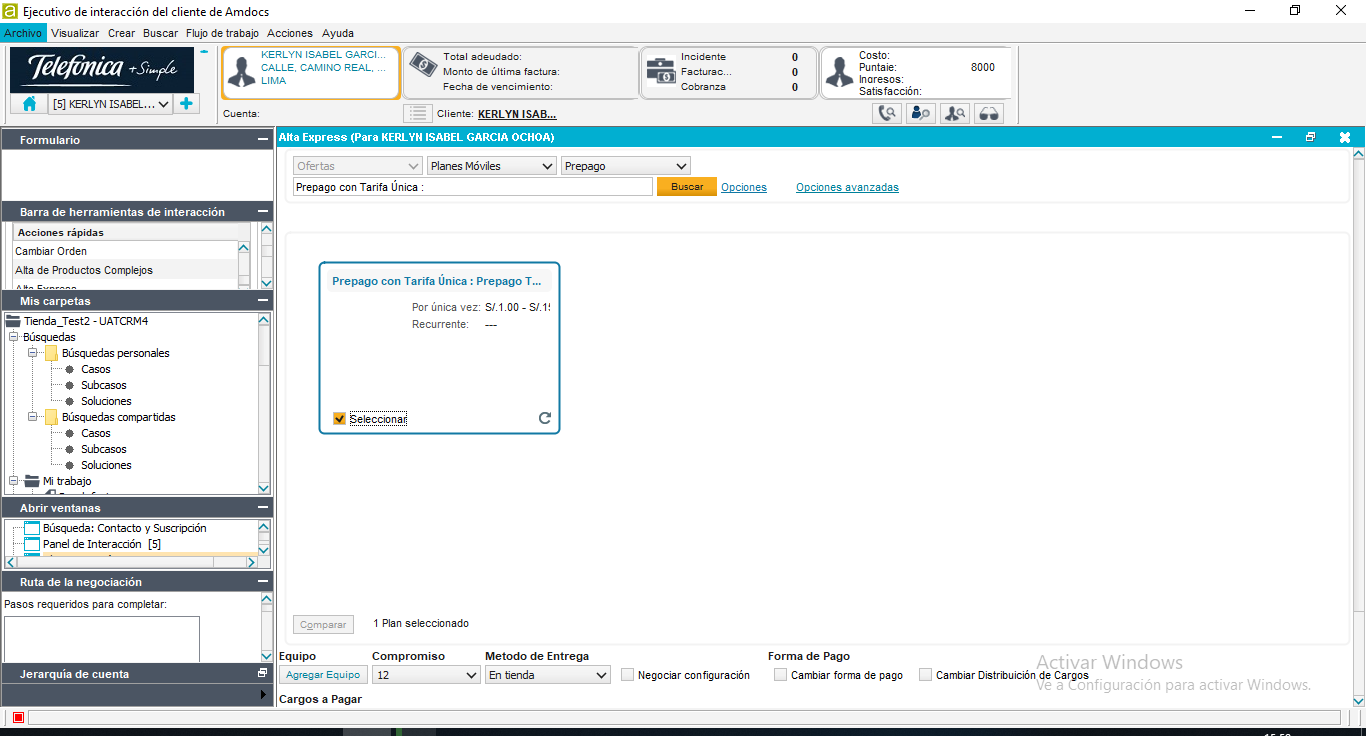 Ejecutivo de interacción del cliente de Amdocs
Archivo Visualizar Crear Buscar Flujo de trabajo Acciones Ayuda
Telefónica +Simple
[5] KERLYN ISABEL...
KERLYN ISABEL GARCI...
CALLE, CAMINO REAL, ...
LIMA
Total adeudado:
Monto de última factura:
Fecha de vencimiento:
Incidente 0
Facturac... 0
Cobranza 0
Costo:
Puntaje: 8000
Ingresos:
Satisfacción:
Cuenta:
Cliente: KERLYN ISAB...
Formulario
Barra de herramientas de interacción
Acciones rápidas
Cambiar Orden
Alta de Productos Complejos
Alta Express
Mis carpetas
Tienda_Test2 - UATCRM4
Búsquedas
Búsquedas personales
Casos
Subcasos
Soluciones
Búsquedas compartidas
Casos
Subcasos
Soluciones
Mi trabajo
Abrir ventanas
Búsqueda: Contacto y Suscripción
Panel de Interacción [5]
Ruta de la negociación
Pasos requeridos para completar:
Jerarquía de cuenta
Alta Express (Para KERLYN ISABEL GARCIA OCHOA)
Ofertas Planes Móviles Prepago
Prepago con Tarifa Única : Buscar Opciones Opciones avanzadas
Prepago con Tarifa Única : Prepago T...
Por única vez: S/.1.00 - S/.1
Recurrente: ---
Seleccionar
Comparar 1 Plan seleccionado
Equipo Compromiso Metodo de Entrega Forma de Pago
Agregar Equipo 12 En tienda Negociar configuración Cambiar forma de pago Cambiar Distribuición de Cargos
Cargos a Pagar
Activar Windows
Ve a Configuración para activar Windows.